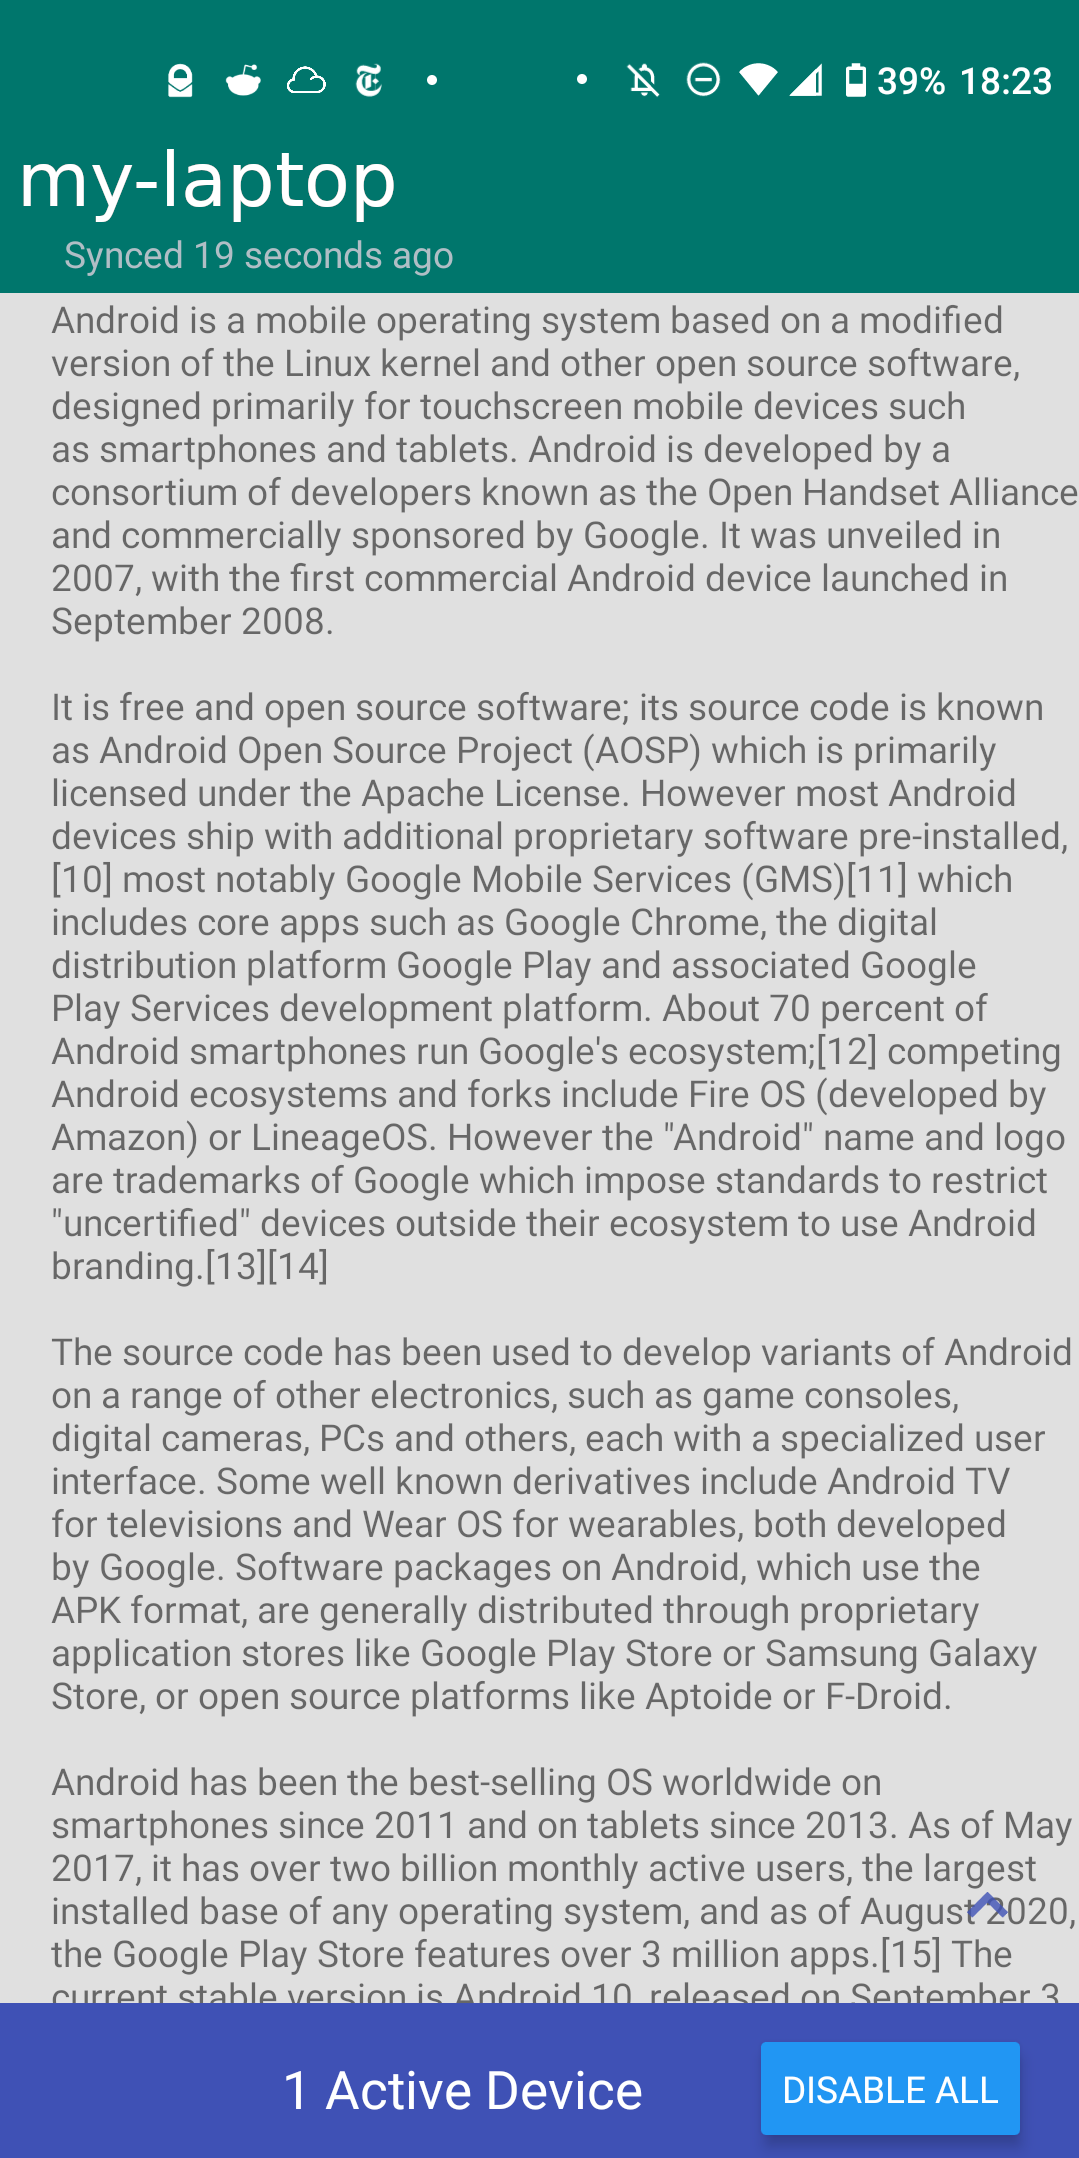 39% 18:23
my-laptop
Synced 19 seconds ago
Android is a mobile operating system based on a modified
version of the Linux kernel and other open source software,
designed primarily for touchscreen mobile devices such
as smartphones and tablets. Android is developed by a
consortium of developers known as the Open Handset Alliance
and commercially sponsored by Google. It was unveiled in
2007, with the first commercial Android device launched in
September 2008.
It is free and open source software; its source code is known
as Android Open Source Project (AOSP) which is primarily
licensed under the Apache License. However most Android
devices ship with additional proprietary software pre-installed,
[10] most notably Google Mobile Services (GMS)[11] which
includes core apps such as Google Chrome, the digital
distribution platform Google Play and associated Google
Play Services development platform. About 70 percent of
Android smartphones run Google's ecosystem;[12] competing
Android ecosystems and forks include Fire OS (developed by
Amazon) or LineageOS. However the "Android" name and logo
are trademarks of Google which impose standards to restrict
"uncertified" devices outside their ecosystem to use Android
branding.[13][14]
The source code has been used to develop variants of Android
on a range of other electronics, such as game consoles,
digital cameras, PCs and others, each with a specialized user
interface. Some well known derivatives include Android TV
for televisions and Wear OS for wearables, both developed
by Google. Software packages on Android, which use the
APK format, are generally distributed through proprietary
application stores like Google Play Store or Samsung Galaxy
Store, or open source platforms like Aptoide or F-Droid.
Android has been the best-selling OS worldwide on
smartphones since 2011 and on tablets since 2013. As of May
2017, it has over two billion monthly active users, the largest
installed base of any operating system, and as of August 2020,
the Google Play Store features over 3 million apps.[15] The
current stable version is Android 10, released on September 3,
1 Active Device
DISABLE ALL